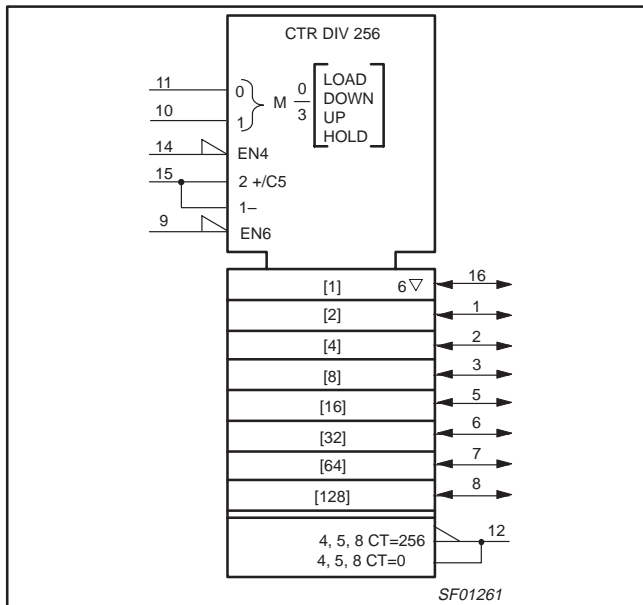 CTR DIV 256
11
0
M
0
3
LOAD
DOWN
UP
HOLD
10
1
14
EN4
15
2 +/C5
1–
9
EN6
[1]
6▽
16
[2]
1
[4]
2
[8]
3
[16]
5
[32]
6
[64]
7
[128]
8
4, 5, 8 CT=256
12
4, 5, 8 CT=0
SF01261